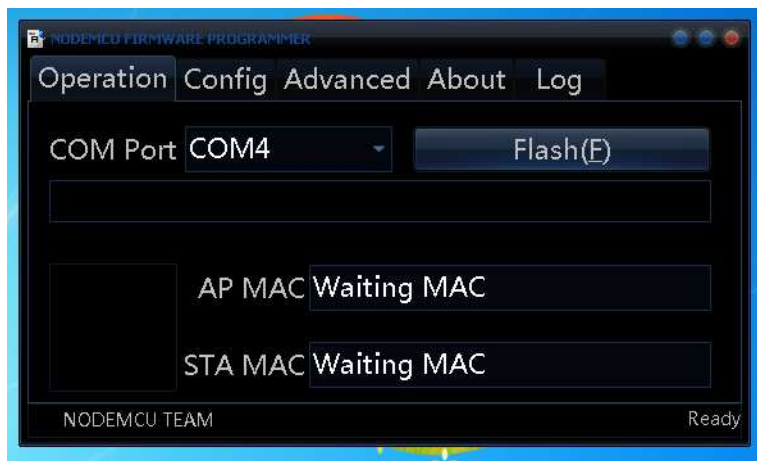 NODEMCU FIRMWARE PROGRAMMER
Operation Config Advanced About Log
COM Port COM4 Flash(F)
AP MAC Waiting MAC
STA MAC Waiting MAC
NODEMCU TEAM Ready